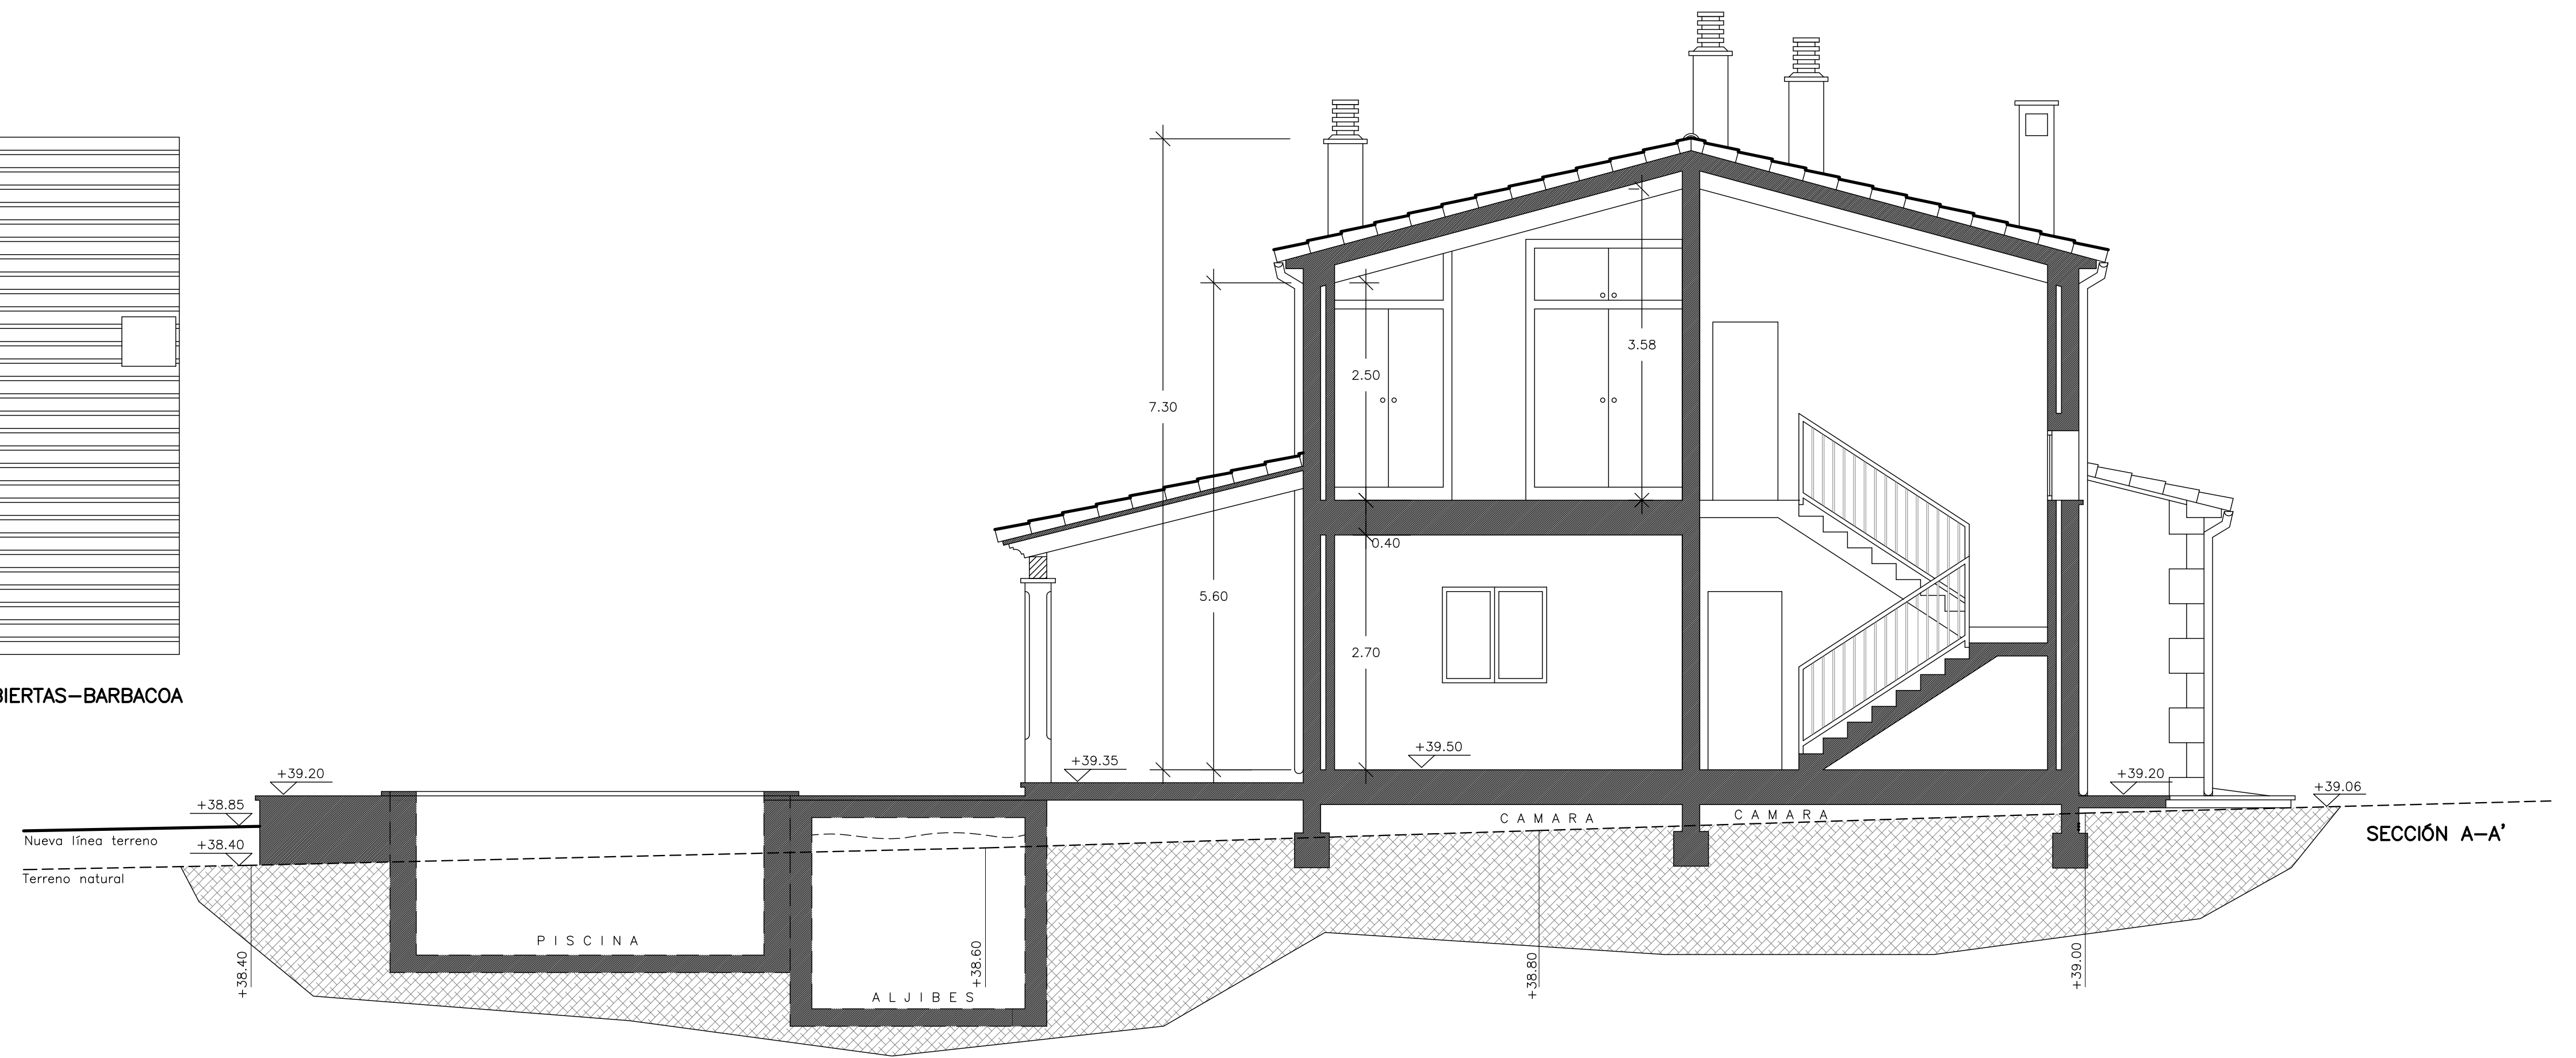 7.30
5.60
2.50
3.58
0.40
2.70
BIERTAS-BARBACOA
+39.20
+38.85
Nueva línea terreno
+38.40
Terreno natural
+39.35
+39.50
+39.20
+39.06
CAMARA
CAMARA
SECCIÓN A-A'
PISCINA
ALJIBES
+38.40
+38.60
+38.80
+39.00